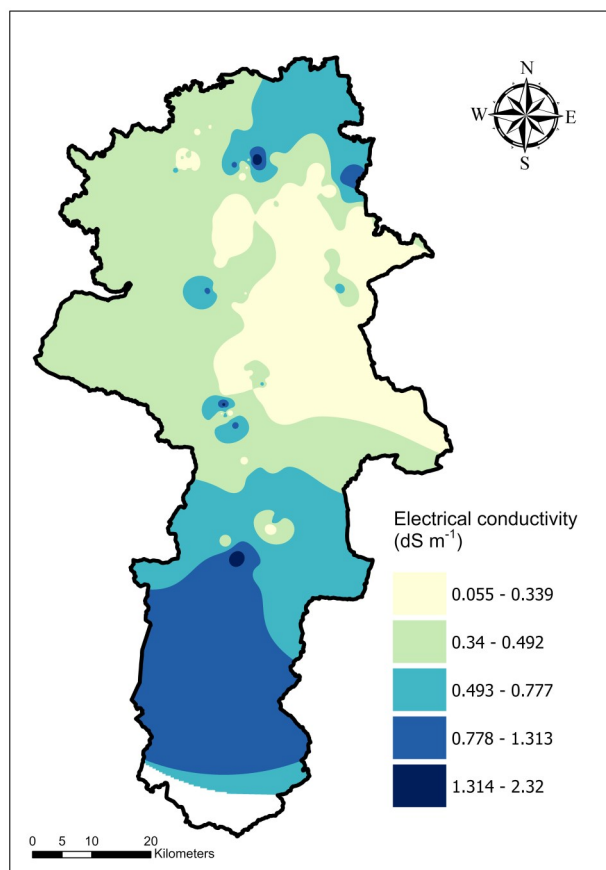 N
W E
S
Electrical conductivity
(dS m⁻¹)
0.055 - 0.339
0.34 - 0.492
0.493 - 0.777
0.778 - 1.313
1.314 - 2.32
0 5 10 20
Kilometers